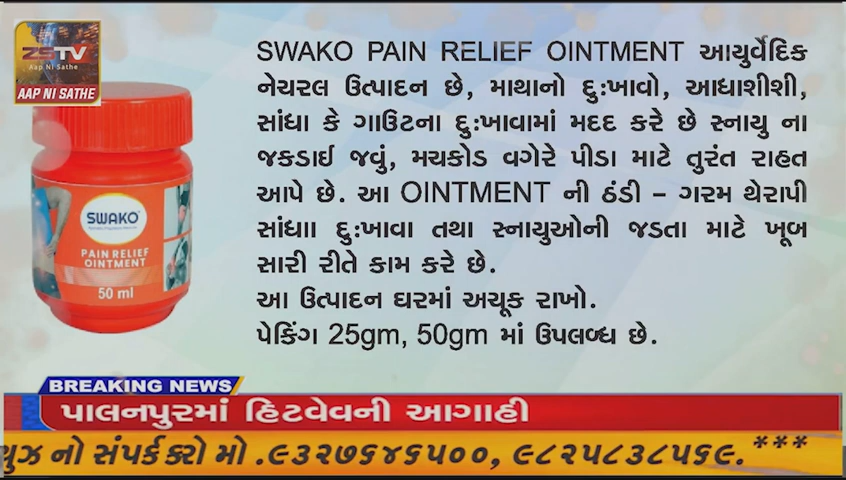 ZSTV
Aap Ni Sathe
AAP NI SATHE
SWAKO PAIN RELIEF OINTMENT આયુર્વેદિક
નેચરલ ઉત્પાદન છે, માથાનો દુઃખાવો, આધાશીશી,
સાંધા કે ગાઉટના દુઃખાવામાં મદદ કરે છે સ્નાયુ ના
જકડાઈ જવું, મચકોડ વગેરે પીડા માટે તુરંત રાહત
આપે છે. આ OINTMENT ની ઠંડી – ગરમ થેરાપી
સાંધાા દુઃખાવા તથા સ્નાયુઓની જડતા માટે ખૂબ
સારી રીતે કામ કરે છે.
આ ઉત્પાદન ઘરમાં અચૂક રાખો.
પેકિંગ 25gm, 50gm માં ઉપલબ્ધ છે.
SWAKO
PAIN RELIEF
OINTMENT
50 ml
BREAKING NEWS
પાલનપુરમાં હિટવેવની આગાહી
યુઝ નો સંપર્ક કરો મો .૯૩૨૭૬૪૬૫૦૦, ૯૮૨૫૮૩૮૫૬૯.***